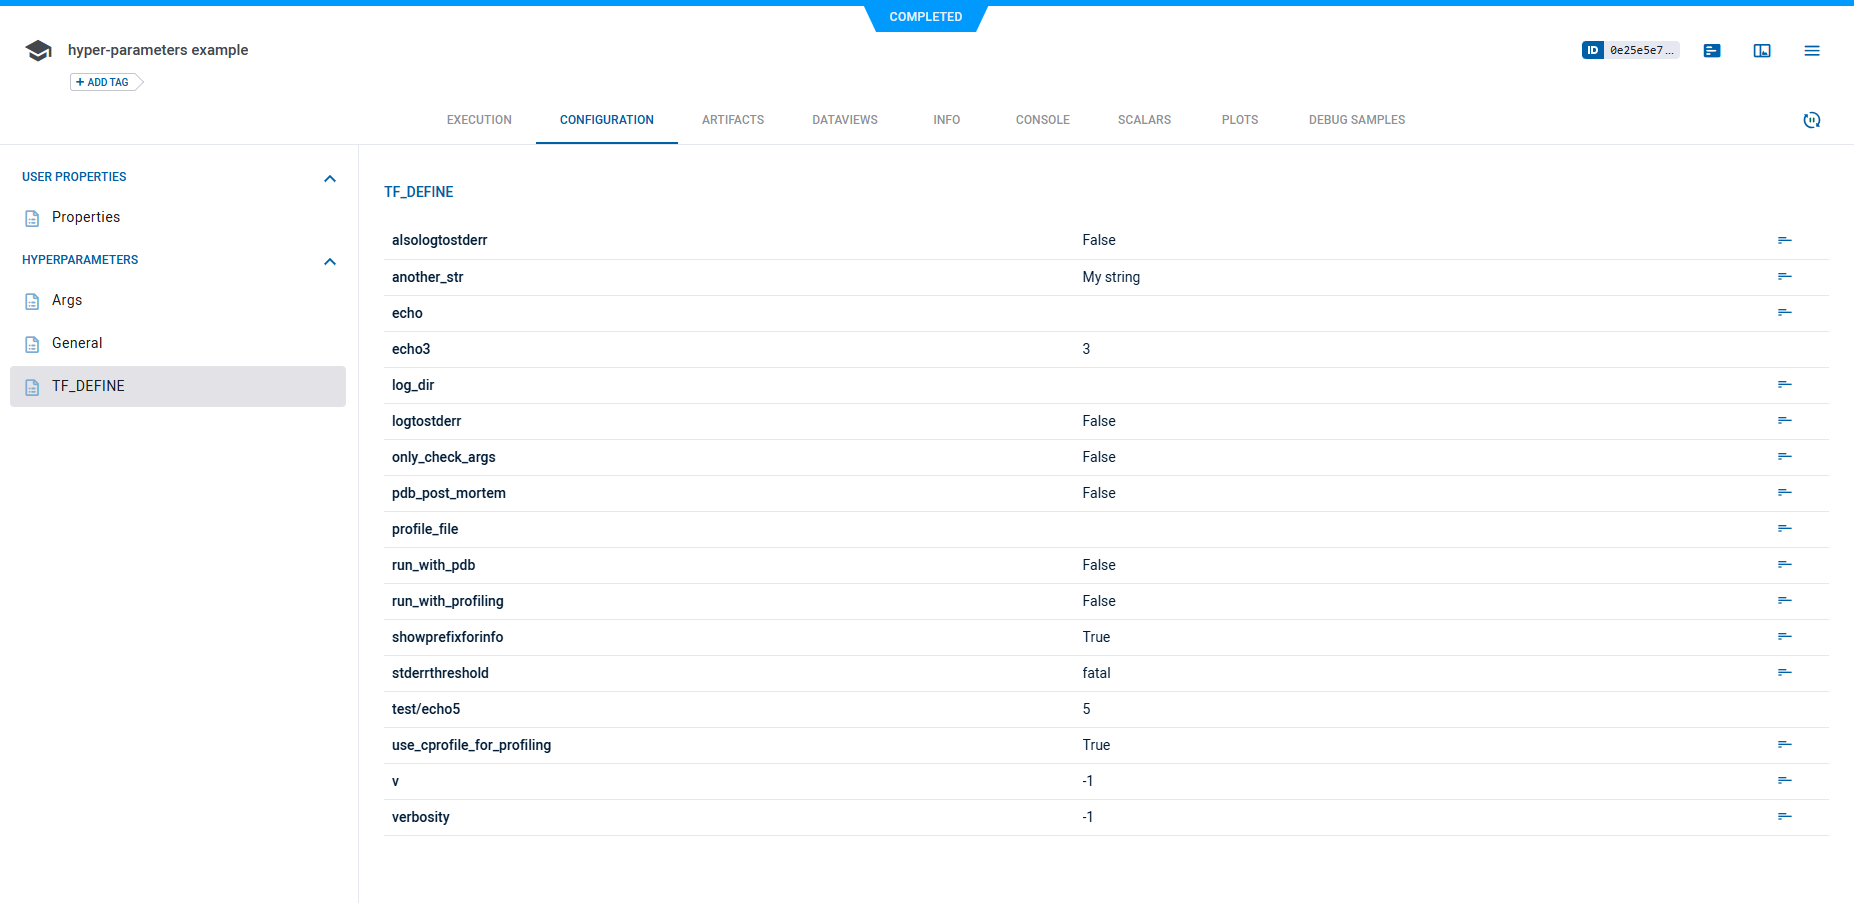 COMPLETED
hyper-parameters example
ID 0e25e5e7...
+ ADD TAG
EXECUTION CONFIGURATION ARTIFACTS DATAVIEWS INFO CONSOLE SCALARS PLOTS DEBUG SAMPLES
USER PROPERTIES
Properties
HYPERPARAMETERS
Args
General
TF_DEFINE
TF_DEFINE
alsologtostderr False
another_str My string
echo
echo3 3
log_dir
logtostderr False
only_check_args False
pdb_post_mortem False
profile_file
run_with_pdb False
run_with_profiling False
showprefixforinfo True
stderrthreshold fatal
test/echo5 5
use_cprofile_for_profiling True
v -1
verbosity -1